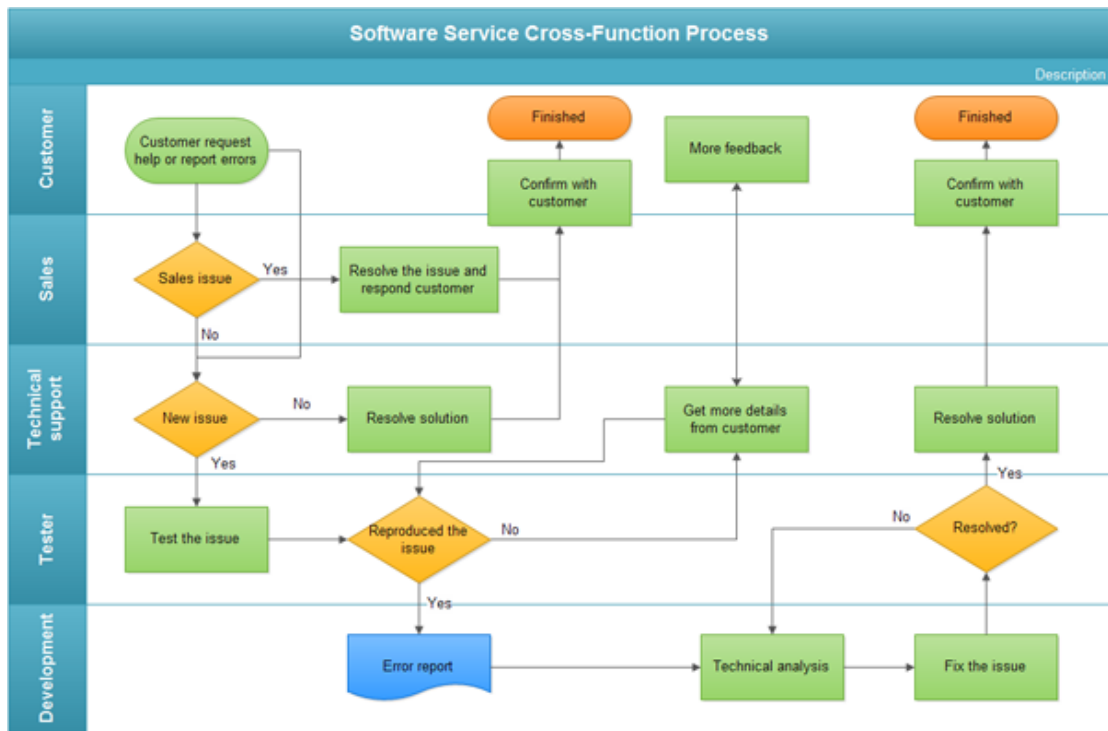 Software Service Cross-Function Process
Description
Customer
Customer request
help or report errors
Finished
Confirm with
customer
More feedback
Finished
Confirm with
customer
Sales
Sales issue
Yes
Resolve the issue and
respond customer
No
Technical
support
New issue
No
Resolve solution
Get more details
from customer
Resolve solution
Yes
Yes
Tester
Test the issue
Reproduced the
issue
No
No
Resolved?
Yes
Development
Error report
Technical analysis
Fix the issue